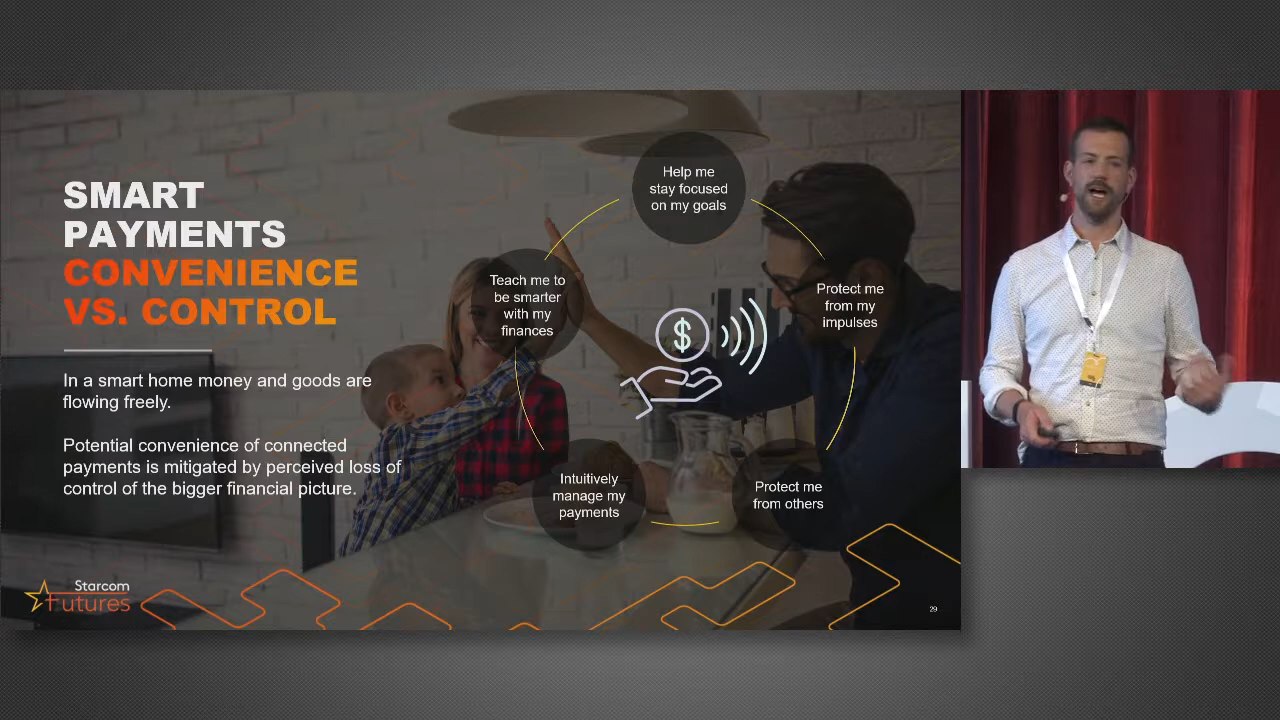 SMART
PAYMENTS
CONVENIENCE
VS. CONTROL
In a smart home money and goods are
flowing freely.
Potential convenience of connected
payments is mitigated by perceived loss of
control of the bigger financial picture.
Help me
stay focused
on my goals
Protect me
from my
impulses
Protect me
from others
Intuitively
manage my
payments
Teach me to
be smarter
with my
finances
$
Starcom
Futures
29